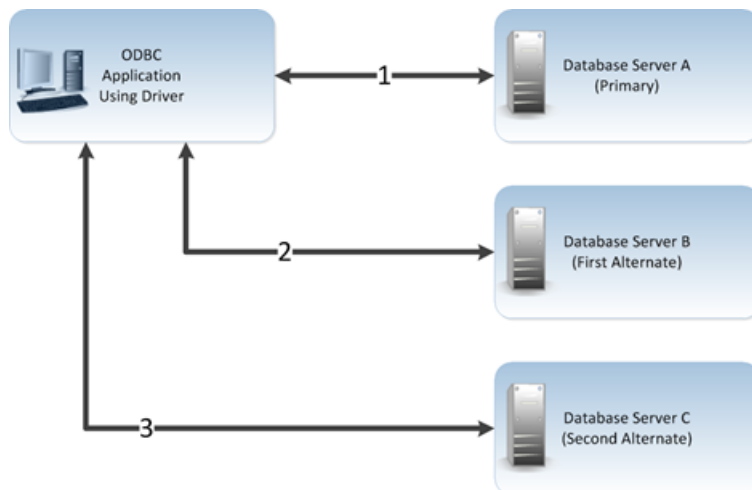 ODBC
Application
Using Driver
1
Database Server A
(Primary)
2
Database Server B
(First Alternate)
3
Database Server C
(Second Alternate)